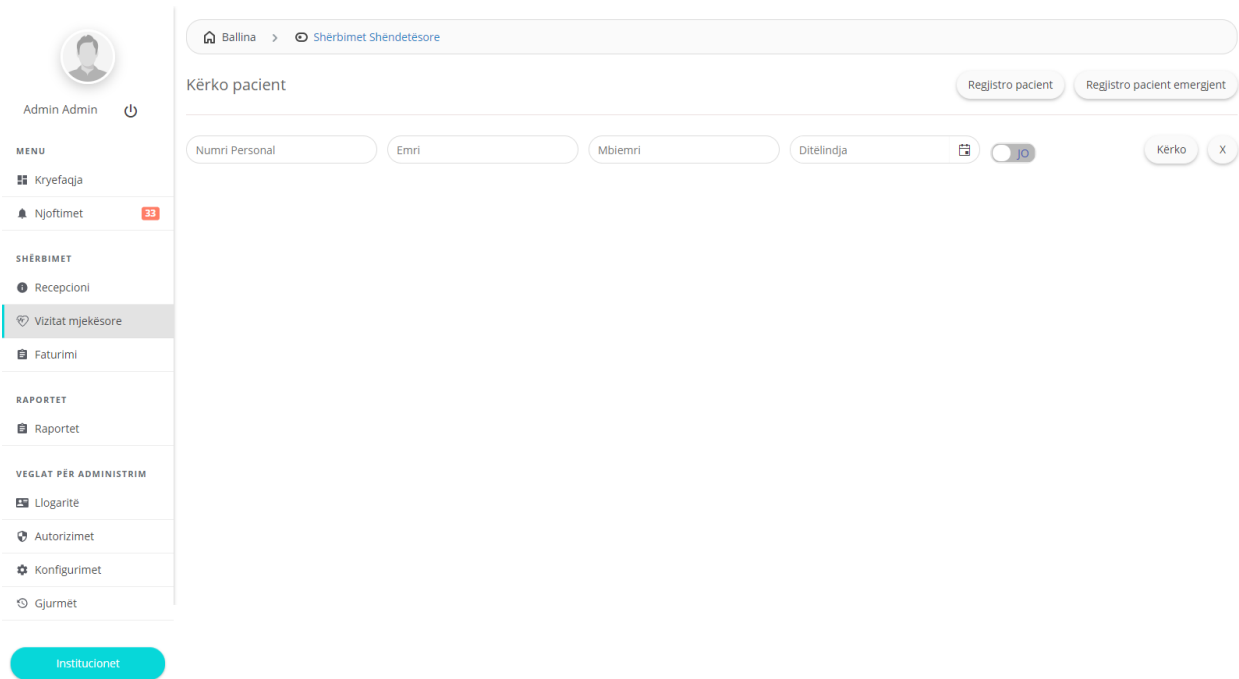 Admin Admin
MENU
Kryefaqja
Njoftimet 33
SHËRBIMET
Recepcioni
Vizitat mjekësore
Faturimi
RAPORTET
Raportet
VEGLAT PËR ADMINISTRIM
Llogaritë
Autorizimet
Konfigurimet
Gjurmët
Institucionet
Ballina > Shërbimet Shëndetësore
Kërko pacient Regjistro pacient Regjistro pacient emergjent
Numri Personal Emri Mbiemri Ditëlindja JO Kërko X